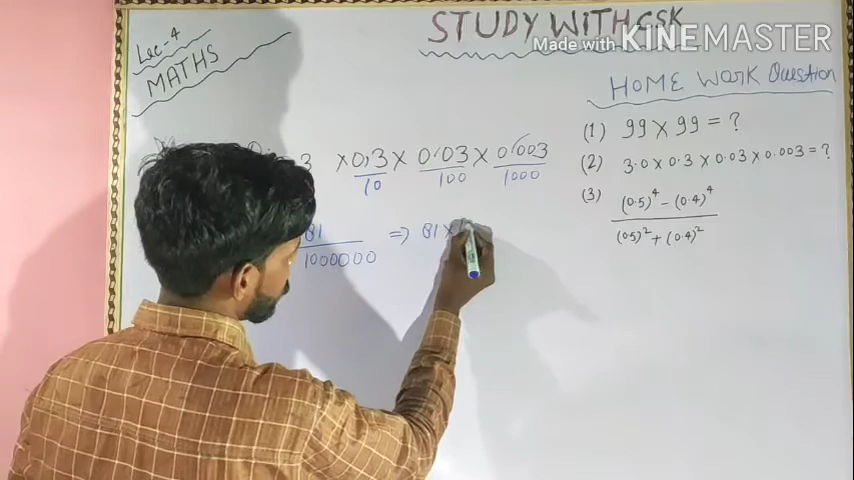 STUDY WITH CSK
Made with KINEMASTER
Lec-4
MATHS
3 × 0.3 × 0.03 × 0.003
10 100 1000
81
1000000
⇒ 81 ×
HOME WORK Question
(1) 99 × 99 = ?
(2) 3.0 × 0.3 × 0.03 × 0.003 = ?
(3) (0.5)⁴ - (0.4)⁴
(0.5)² + (0.4)²